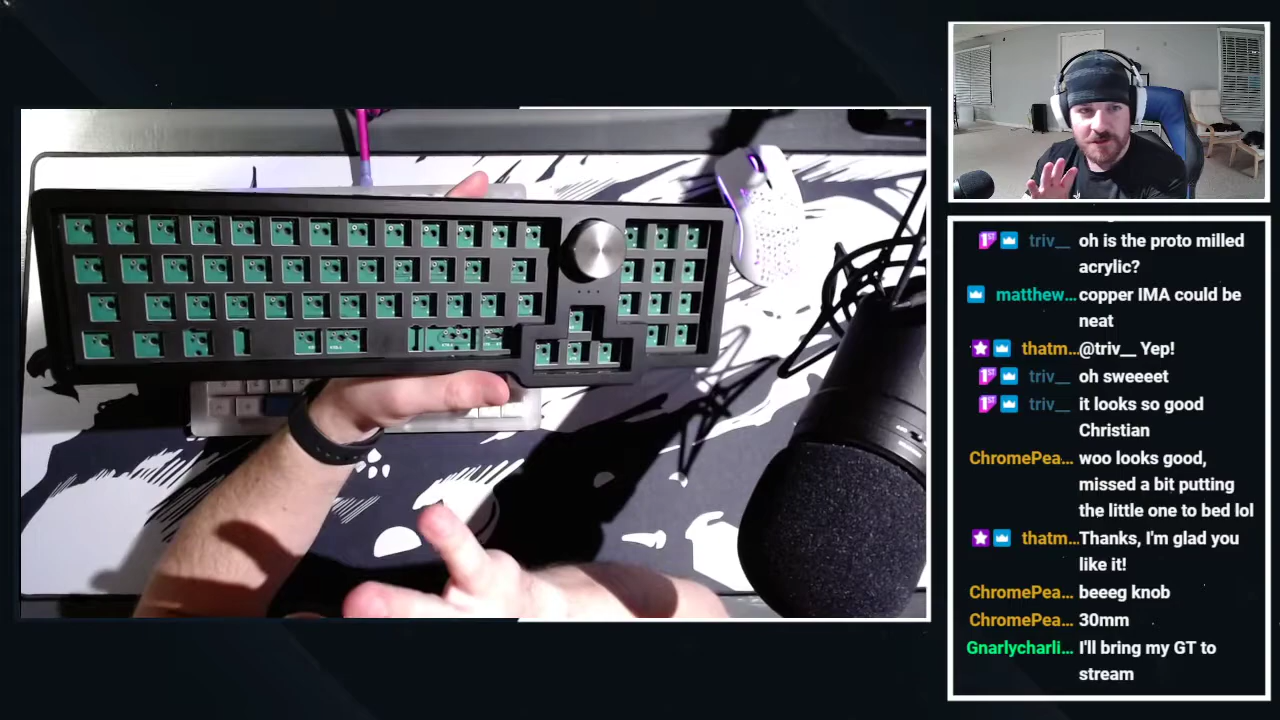 triv__ oh is the proto milled
acrylic?
matthew... copper IMA could be
neat
thatm... @triv__ Yep!
triv__ oh sweeeet
triv__ it looks so good
Christian
ChromePea... woo looks good,
missed a bit putting
the little one to bed lol
thatm... Thanks, I'm glad you
like it!
ChromePea... beeeg knob
ChromePea... 30mm
Gnarlycharli... I'll bring my GT to
stream